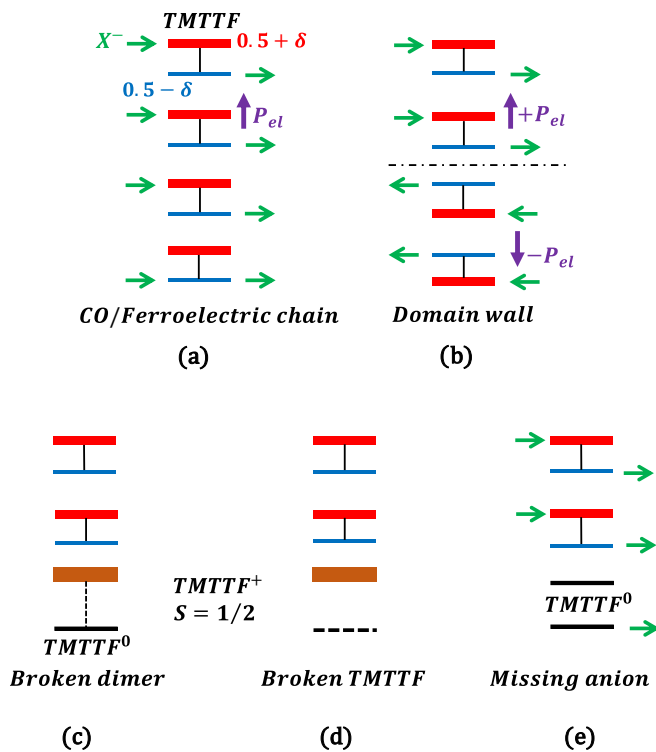 TMTTF
X⁻
0.5 + δ
0.5 − δ
P_el
CO/Ferroelectric chain
(a)
+P_el
−P_el
Domain wall
(b)
TMTTF⁰
Broken dimer
(c)
TMTTF⁺
S = 1/2
Broken TMTTF
(d)
TMTTF⁰
Missing anion
(e)